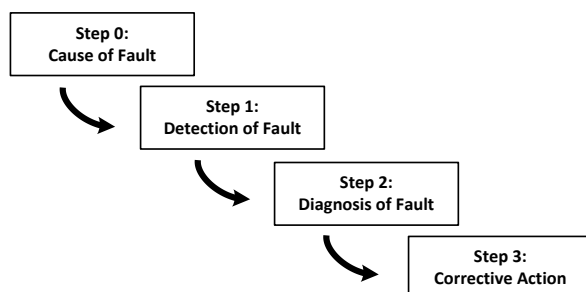 Step 0:
Cause of Fault
Step 1:
Detection of Fault
Step 2:
Diagnosis of Fault
Step 3:
Corrective Action